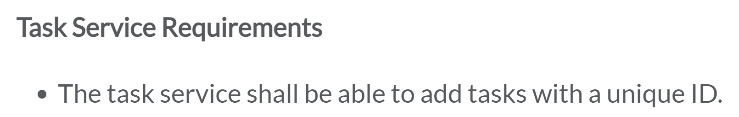 Task Service Requirements
• The task service shall be able to add tasks with a unique ID.